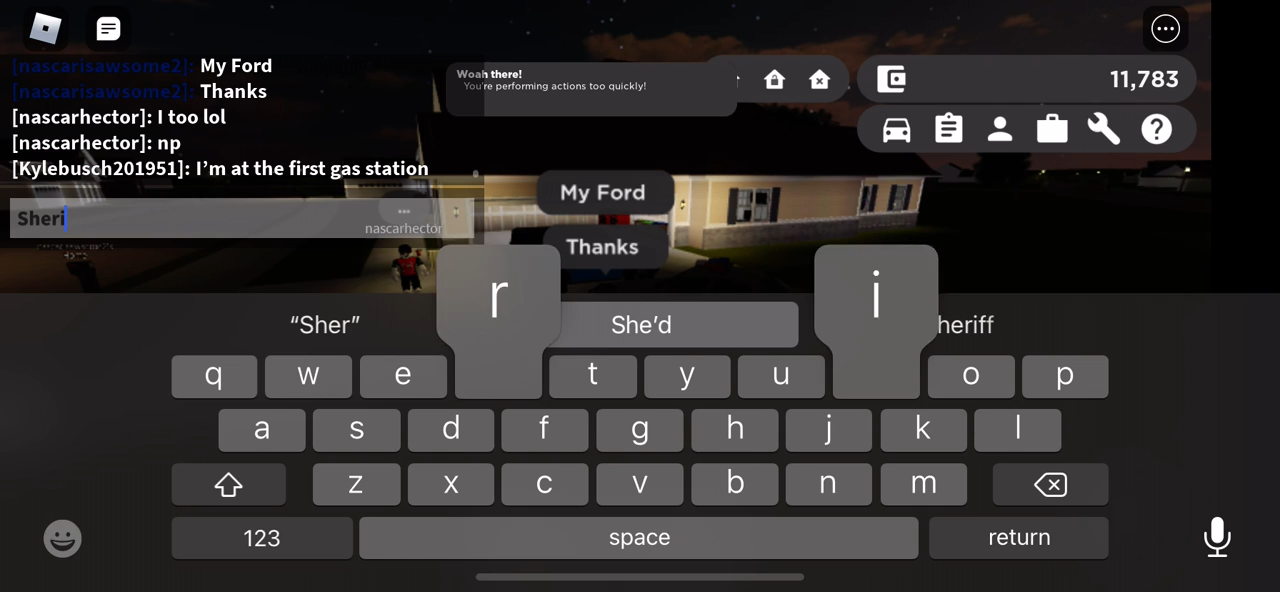 [nascarisawsome2]: My Ford
[nascarisawsome2]: Thanks
[nascarhector]: I too lol
[nascarhector]: np
[Kylebusch201951]: I’m at the first gas station
Sheri
nascarhector
Woah there!
You're performing actions too quickly!
11,783
My Ford
Thanks
“Sher” She’d heriff
r i
q w e t y u o p
a s d f g h j k l
z x c v b n m
123 space return